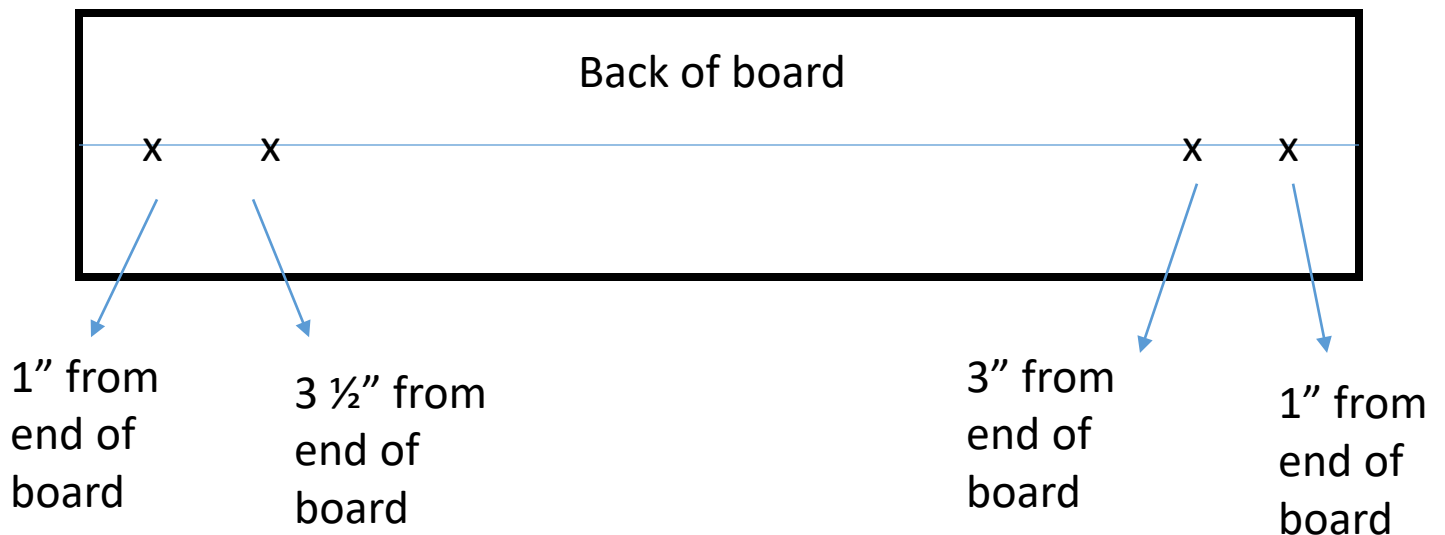 Back of board
x x x x
1” from
end of
board
3 ½” from
end of
board
3” from
end of
board
1” from
end of
board